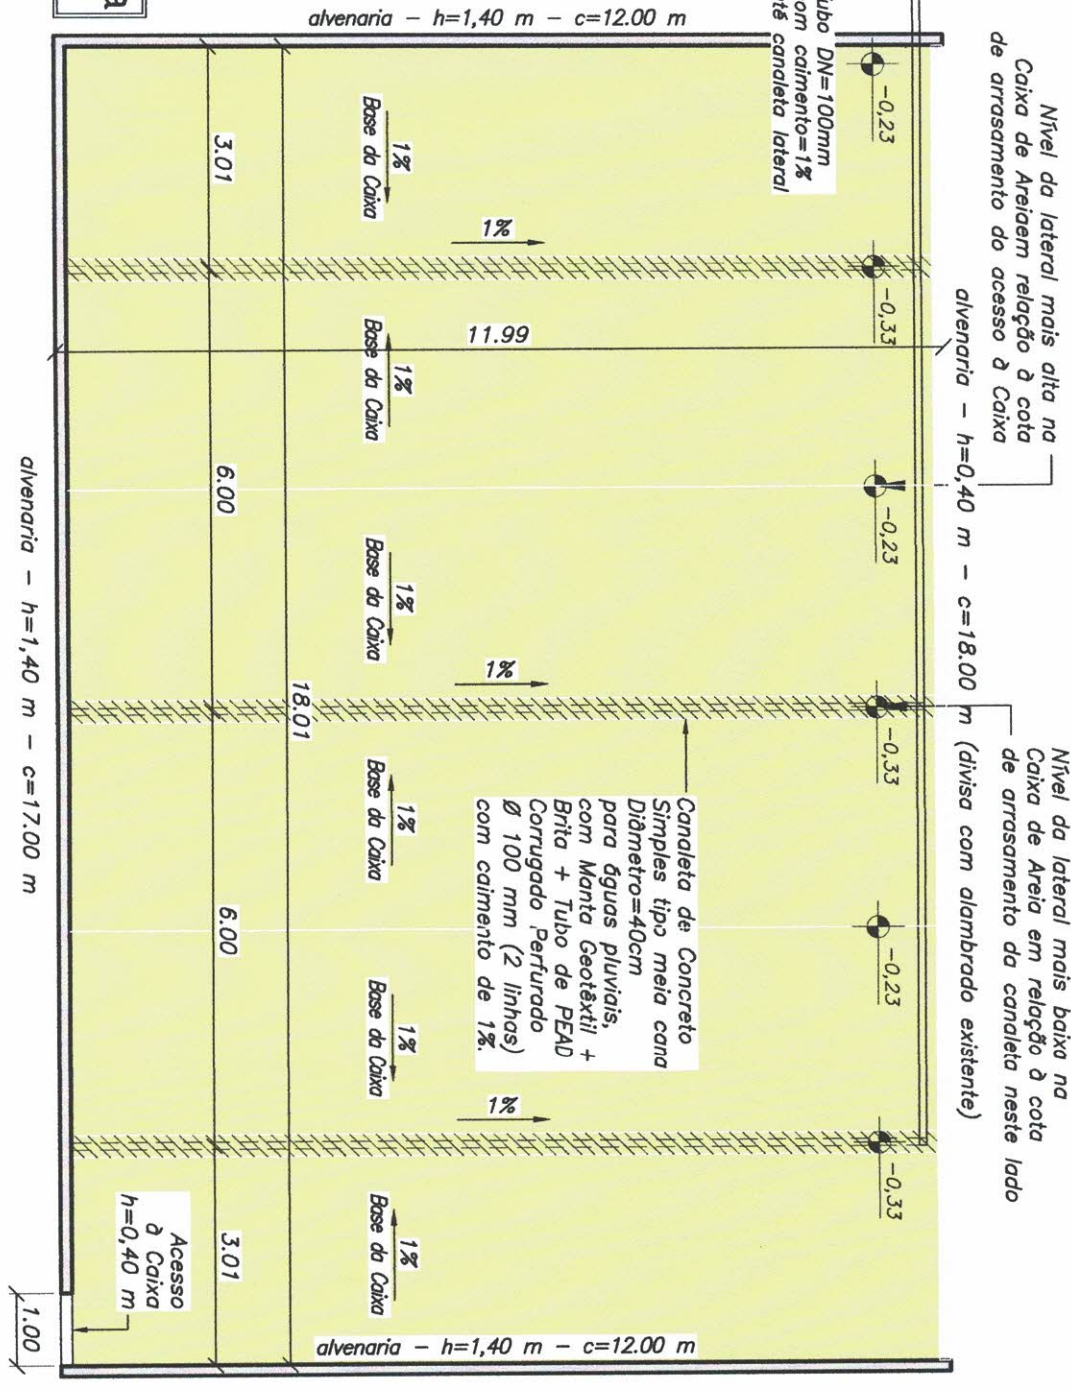 alvenaria - h=1,40 m - c=12.00 m
Tubo DN=100mm
com caimento=1%
até canaleta lateral
Nível da lateral mais alta na
Caixa de Areiaem relação à cota
de arrasamento do acesso à Caixa
alvenaria - h=0,40 m - c=18.00 m (divisa com alambrado existente)
Nível da lateral mais baixa na
Caixa de Areia em relação à cota
de arrasamento da canaleta neste lado
-0,23
-0,33
-0,23
-0,33
-0,23
-0,33
1%
Base da Caixa
1%
1%
Base da Caixa
1%
Base da Caixa
1%
1%
Base da Caixa
1%
Base da Caixa
1%
1%
Base da Caixa
Canaleta de Concreto
Simples tipo meia cana
Diâmetro=40cm
para águas pluviais,
com Manta Geotêxtil +
Brita + Tubo de PEAD
Corrugado Perfurado
Ø 100 mm (2 linhas)
com caimento de 1%.
11.99
18.01
3.01
6.00
6.00
3.01
Acesso
à Caixa
h=0,40 m
1.00
alvenaria - h=1,40 m - c=17.00 m
alvenaria - h=1,40 m - c=12.00 m